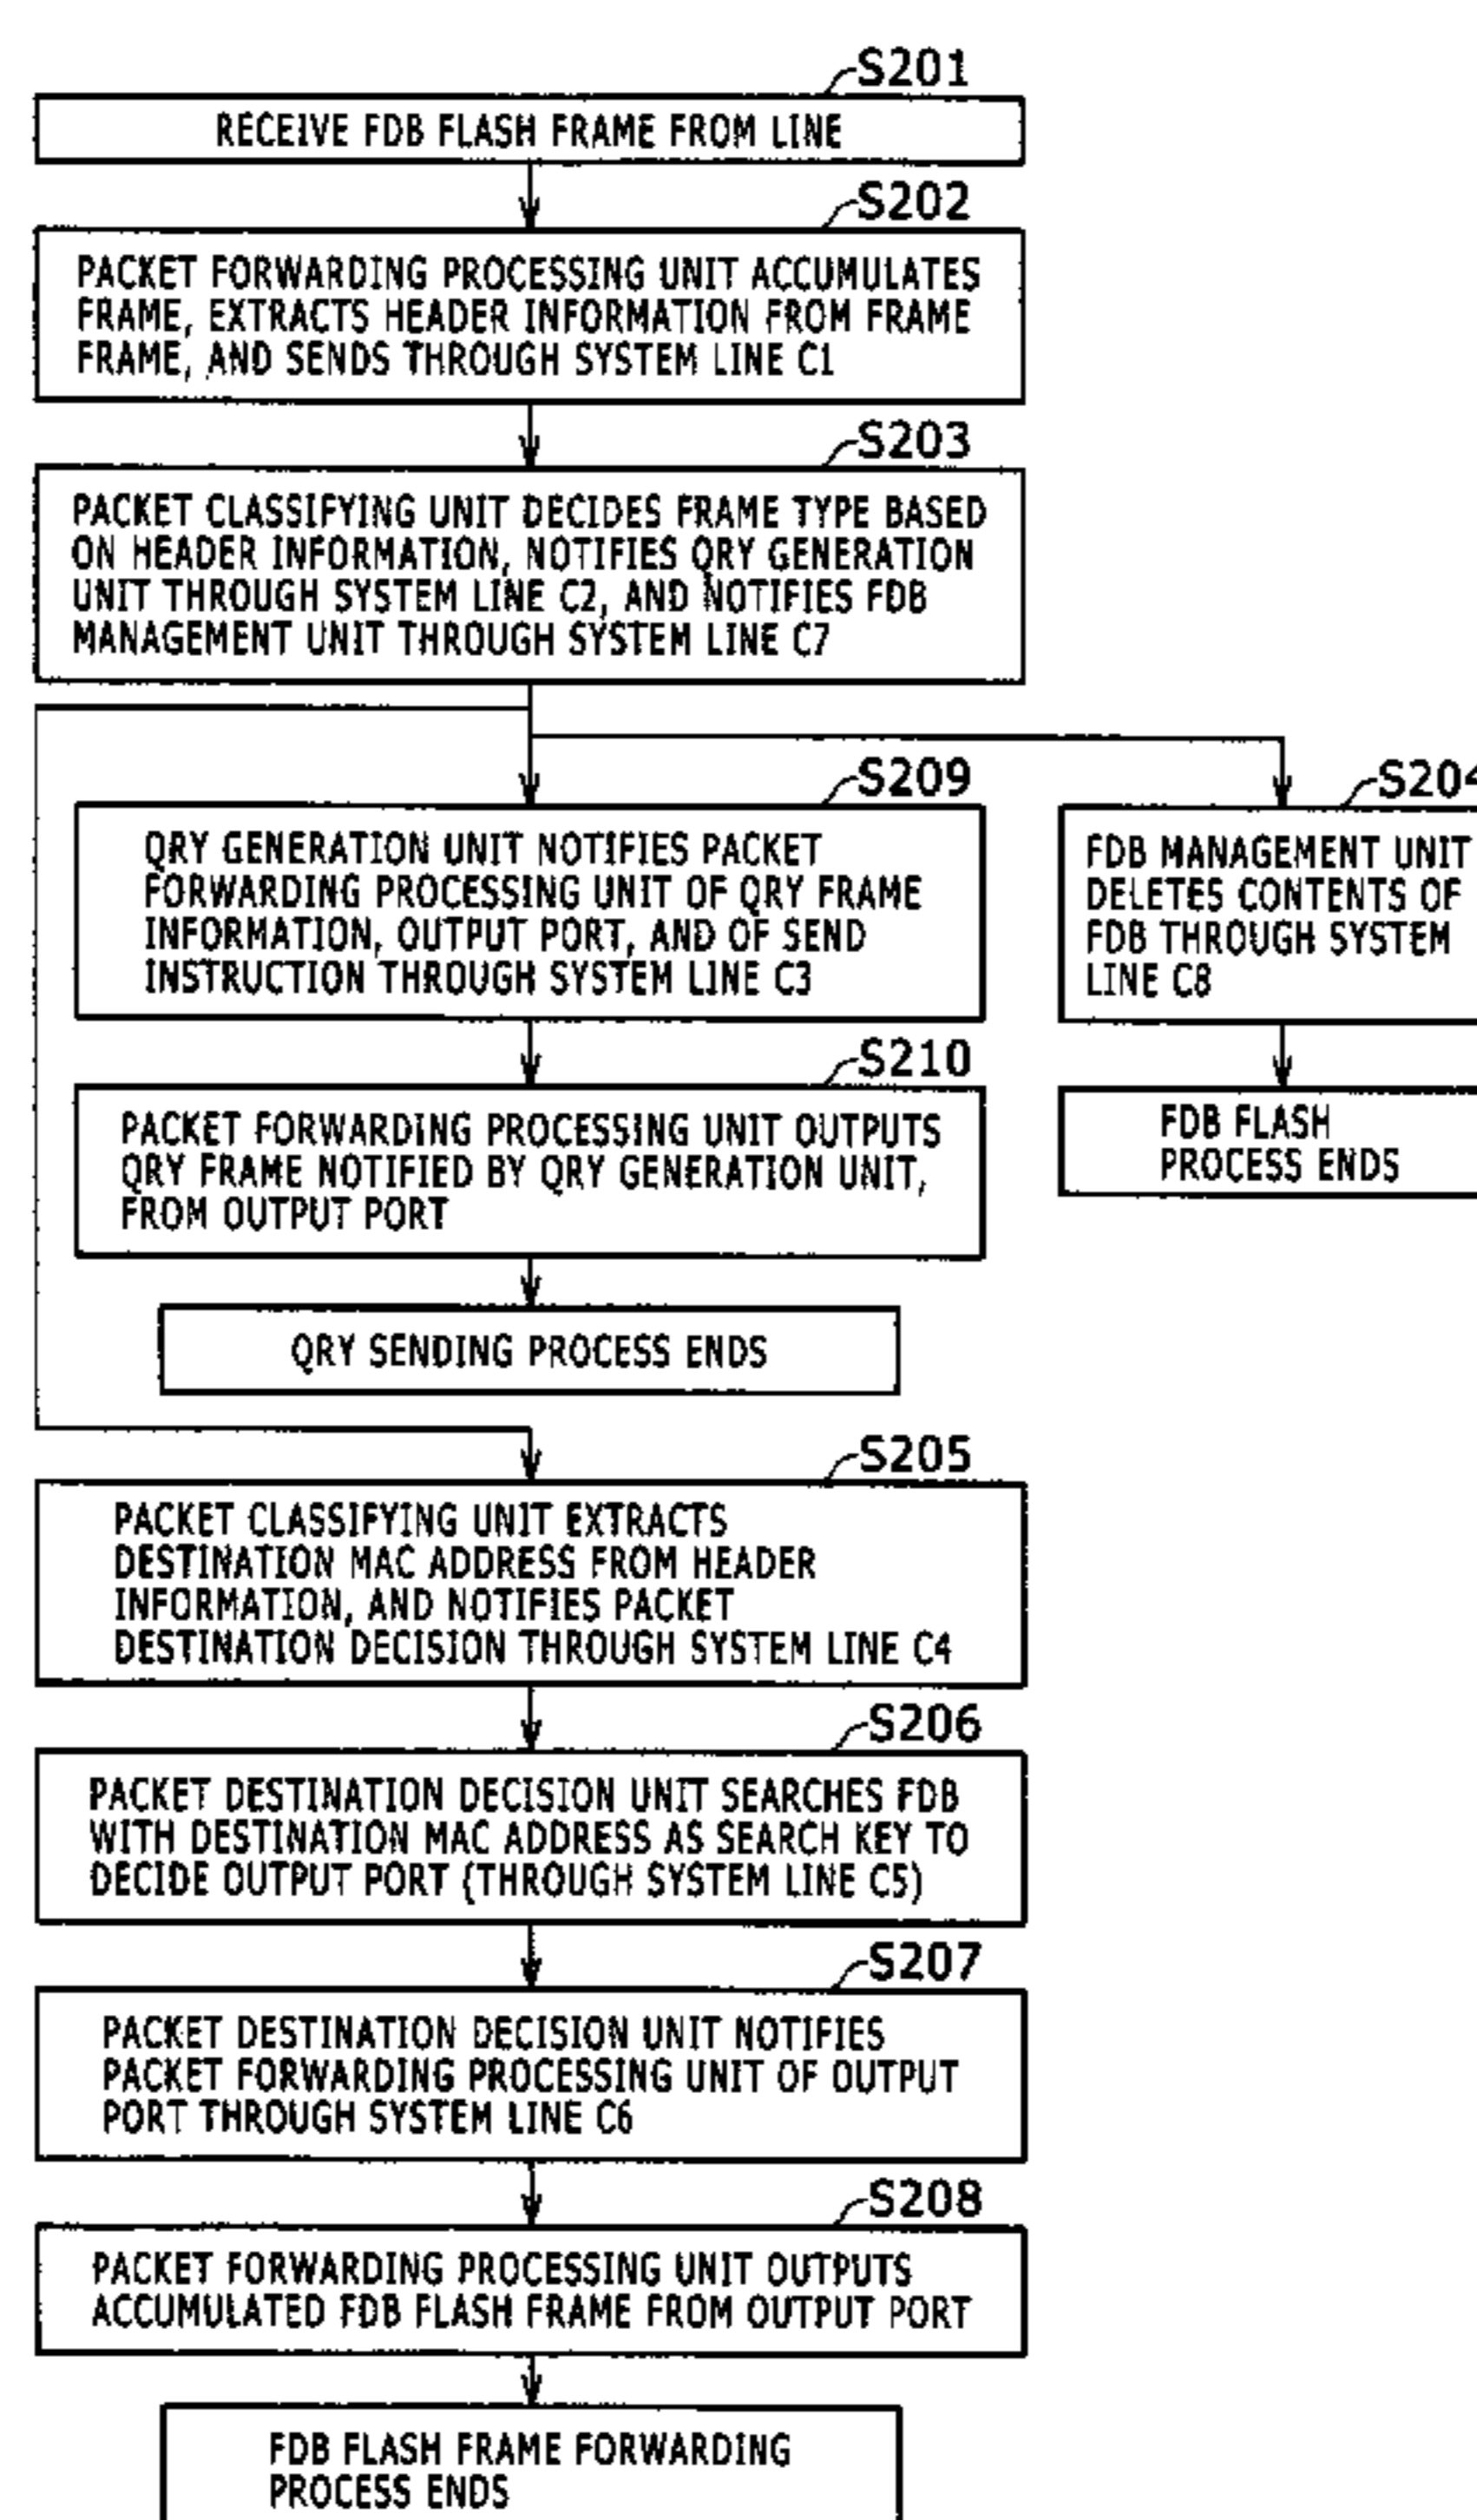 S201
RECEIVE FDB FLASH FRAME FROM LINE
S202
PACKET FORWARDING PROCESSING UNIT ACCUMULATES
FRAME, EXTRACTS HEADER INFORMATION FROM FRAME
FRAME, AND SENDS THROUGH SYSTEM LINE C1
S203
PACKET CLASSIFYING UNIT DECIDES FRAME TYPE BASED
ON HEADER INFORMATION, NOTIFIES QRY GENERATION
UNIT THROUGH SYSTEM LINE C2, AND NOTIFIES FDB
MANAGEMENT UNIT THROUGH SYSTEM LINE C7
S209
QRY GENERATION UNIT NOTIFIES PACKET
FORWARDING PROCESSING UNIT OF QRY FRAME
INFORMATION, OUTPUT PORT, AND OF SEND
INSTRUCTION THROUGH SYSTEM LINE C3
S204
FDB MANAGEMENT UNIT
DELETES CONTENTS OF
FDB THROUGH SYSTEM
LINE C8
S210
PACKET FORWARDING PROCESSING UNIT OUTPUTS
QRY FRAME NOTIFIED BY QRY GENERATION UNIT,
FROM OUTPUT PORT
FDB FLASH
PROCESS ENDS
QRY SENDING PROCESS ENDS
S205
PACKET CLASSIFYING UNIT EXTRACTS
DESTINATION MAC ADDRESS FROM HEADER
INFORMATION, AND NOTIFIES PACKET
DESTINATION DECISION THROUGH SYSTEM LINE C4
S206
PACKET DESTINATION DECISION UNIT SEARCHES FDB
WITH DESTINATION MAC ADDRESS AS SEARCH KEY TO
DECIDE OUTPUT PORT (THROUGH SYSTEM LINE C5)
S207
PACKET DESTINATION DECISION UNIT NOTIFIES
PACKET FORWARDING PROCESSING UNIT OF OUTPUT
PORT THROUGH SYSTEM LINE C6
S208
PACKET FORWARDING PROCESSING UNIT OUTPUTS
ACCUMULATED FDB FLASH FRAME FROM OUTPUT PORT
FDB FLASH FRAME FORWARDING
PROCESS ENDS